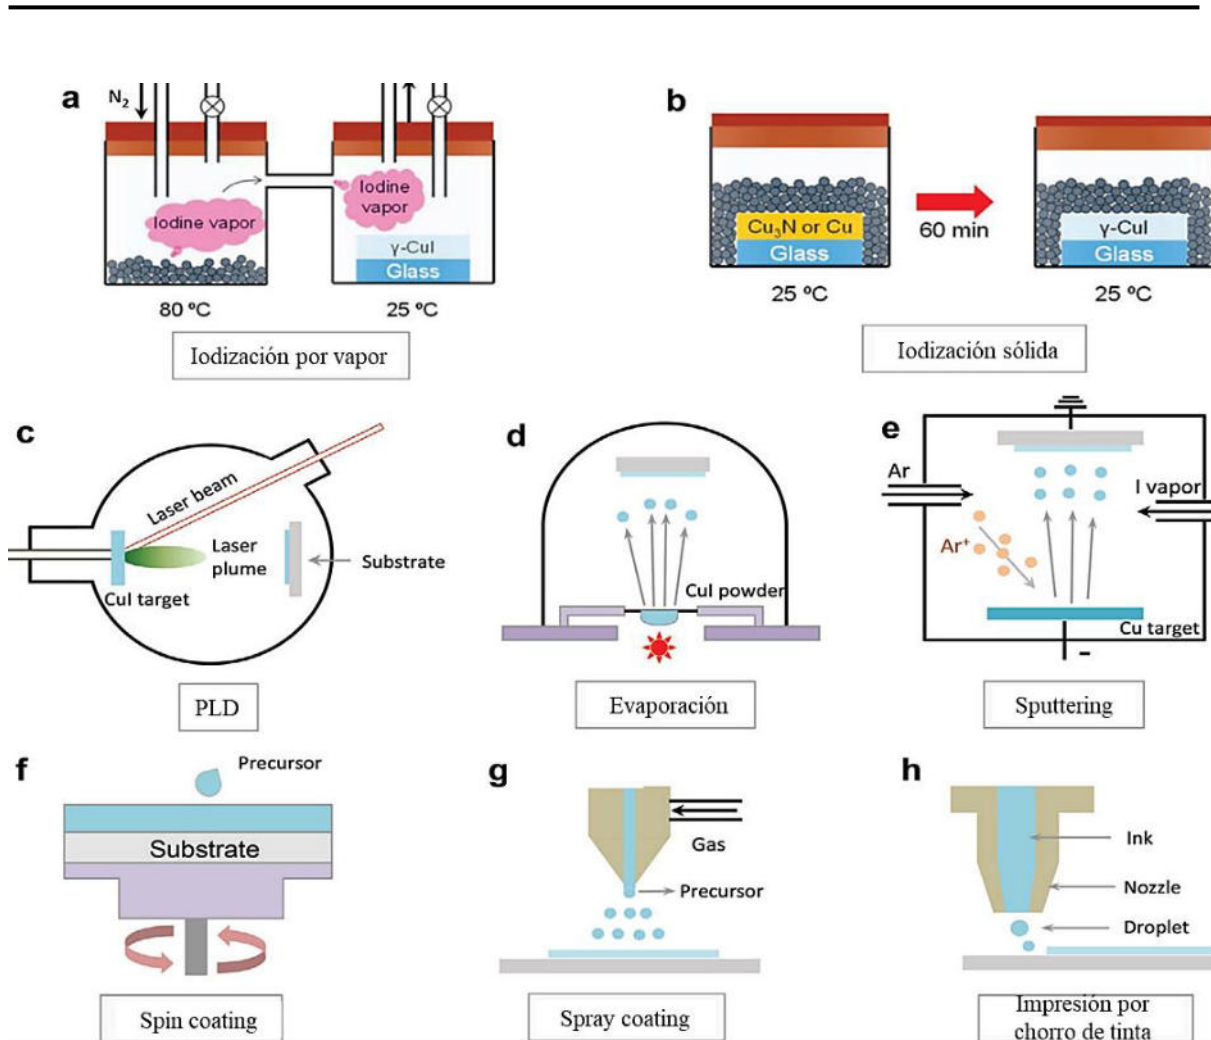 a
N₂
Iodine vapor
Iodine
vapor
γ-CuI
Glass
80 ºC
25 ºC
Iodización por vapor
b
Cu₃N or Cu
Glass
25 ºC
60 min
γ-CuI
Glass
25 ºC
Iodización sólida
c
Laser beam
Laser
plume
Substrate
CuI target
PLD
d
CuI powder
Evaporación
e
Ar
I vapor
Ar⁺
Cu target
-
Sputtering
f
Precursor
Substrate
Spin coating
g
Gas
Precursor
Spray coating
h
Ink
Nozzle
Droplet
Impresión por
chorro de tinta